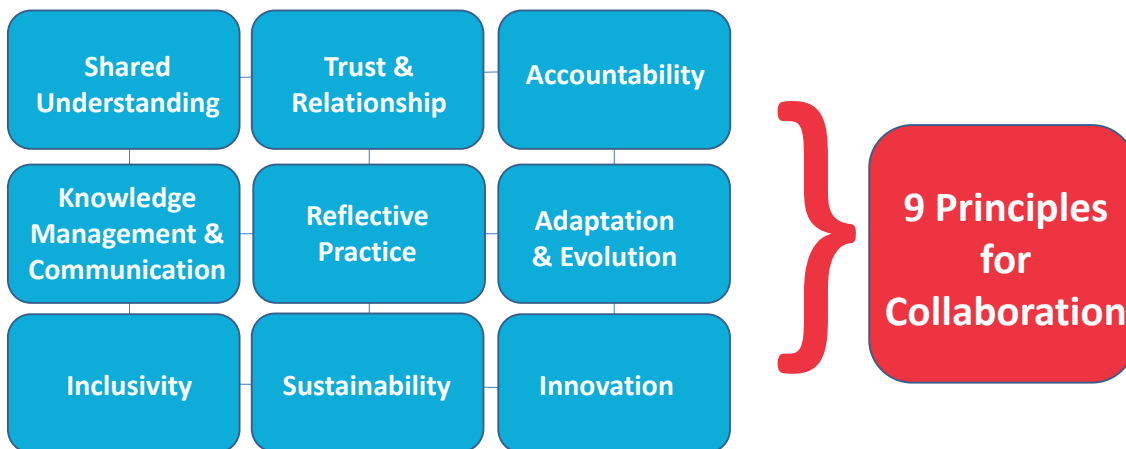 Shared
Understanding
Trust &
Relationship
Accountability
Knowledge
Management &
Communication
Reflective
Practice
Adaptation
& Evolution
Inclusivity
Sustainability
Innovation
9 Principles
for
Collaboration